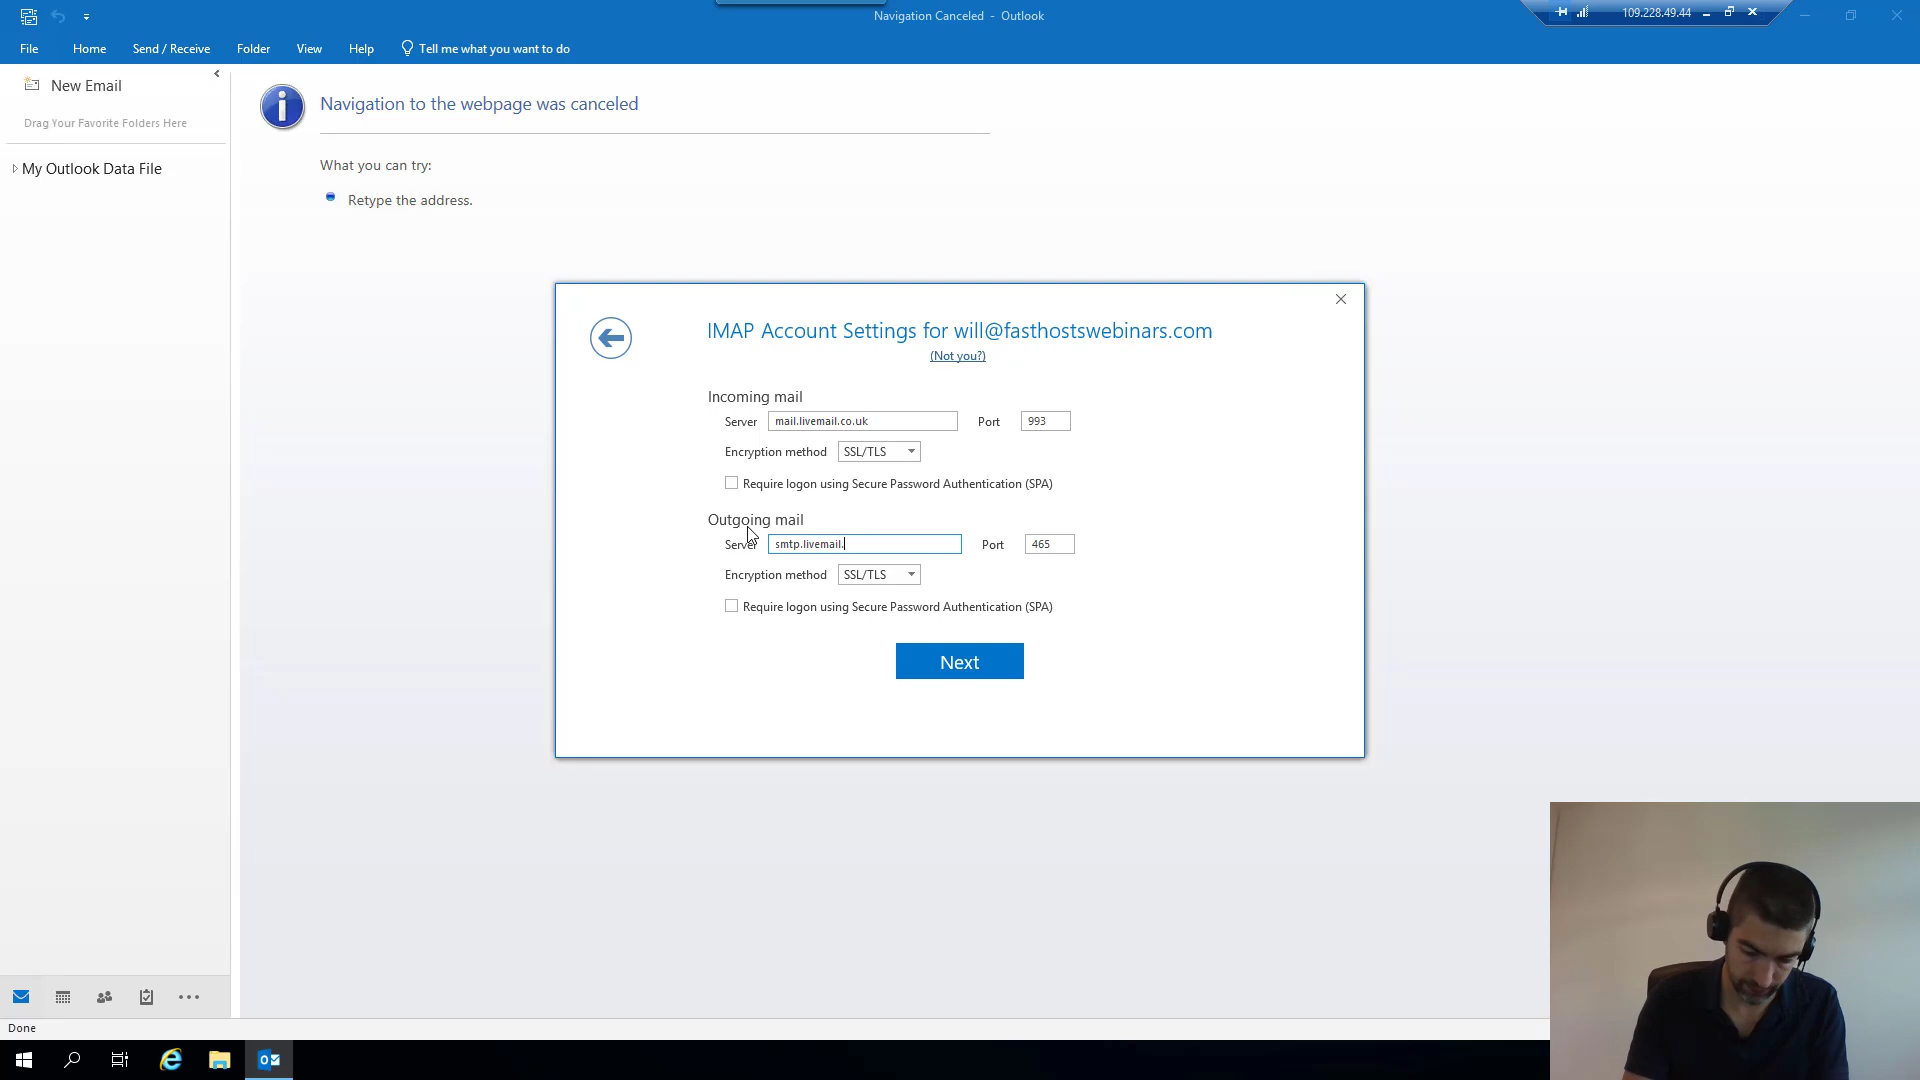 Navigation Canceled - Outlook
109.228.49.44
File Home Send / Receive Folder View Help Tell me what you want to do
New Email
Drag Your Favorite Folders Here
My Outlook Data File
Navigation to the webpage was canceled
What you can try:
Retype the address.
IMAP Account Settings for will@fasthostswebinars.com
(Not you?)
Incoming mail
Server mail.livemail.co.uk Port 993
Encryption method SSL/TLS
Require logon using Secure Password Authentication (SPA)
Outgoing mail
Server smtp.livemail. Port 465
Encryption method SSL/TLS
Require logon using Secure Password Authentication (SPA)
Next
Done